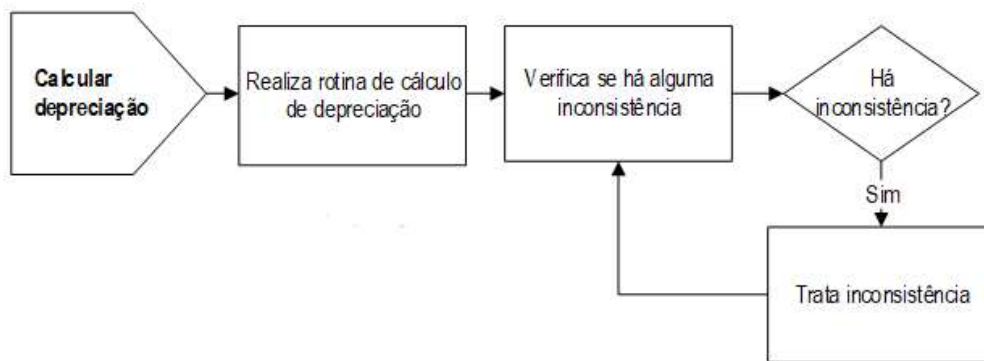 Calcular
depreciação
Realiza rotina de cálculo
de depreciação
Verifica se há alguma
inconsistência
Há
inconsistência?
Sim
Trata inconsistência